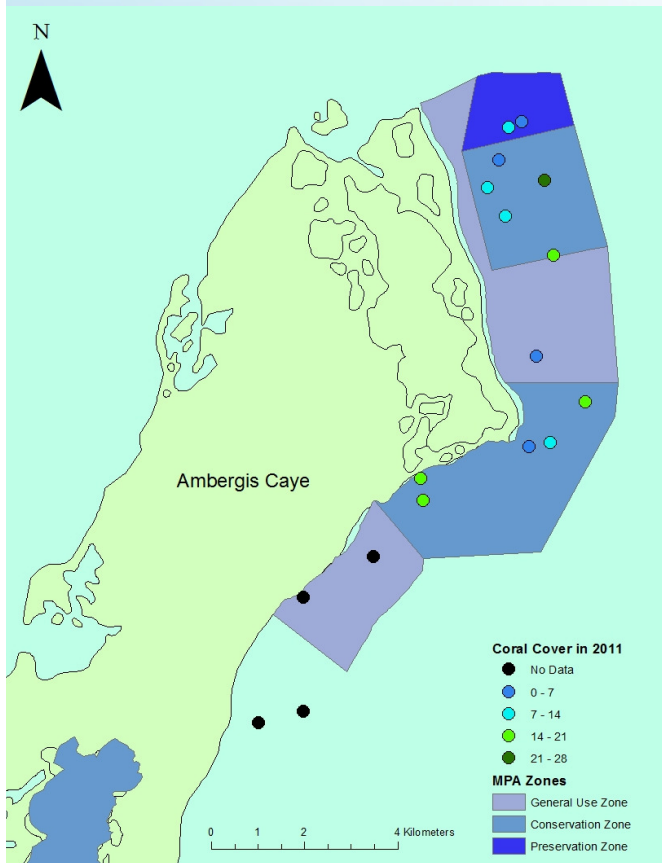 N
Ambergis Caye
Coral Cover in 2011
No Data
0 - 7
7 - 14
14 - 21
21 - 28
MPA Zones
General Use Zone
Conservation Zone
Preservation Zone
0 1 2 4 Kilometers